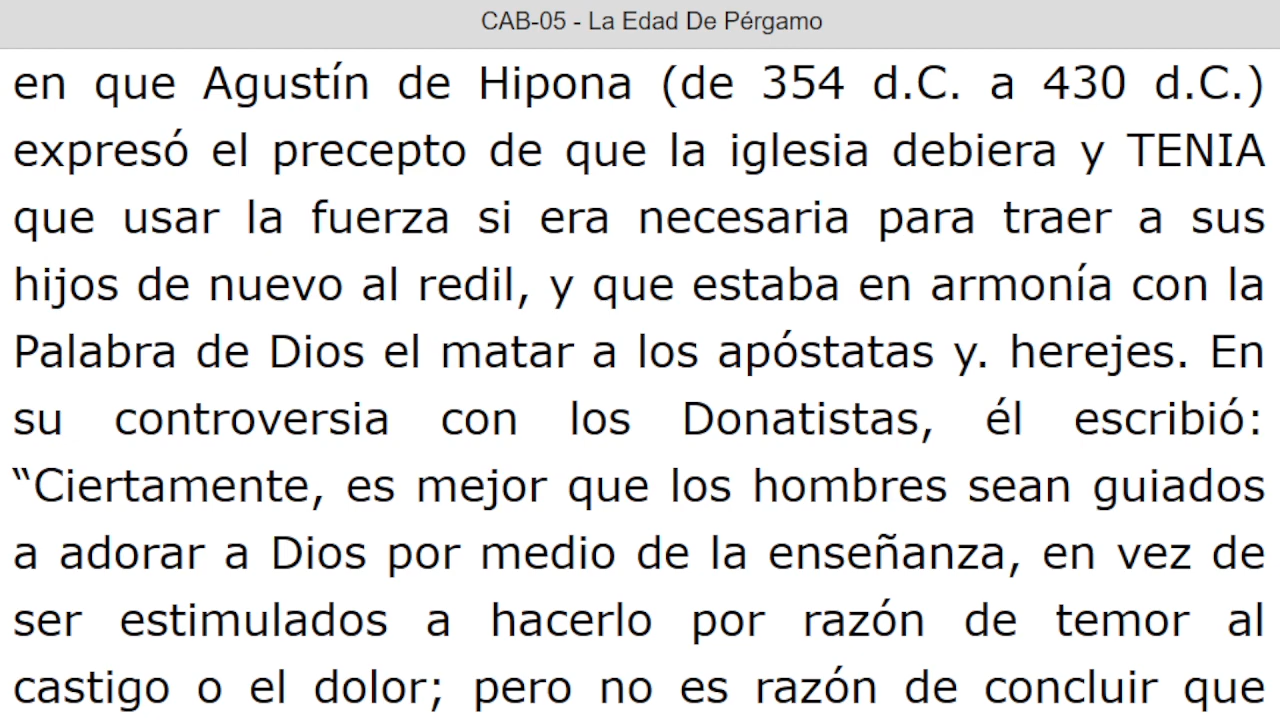 CAB-05 - La Edad De Pérgamo
en que Agustín de Hipona (de 354 d.C. a 430 d.C.)
expresó el precepto de que la iglesia debiera y TENIA
que usar la fuerza si era necesaria para traer a sus
hijos de nuevo al redil, y que estaba en armonía con la
Palabra de Dios el matar a los apóstatas y. herejes. En
su controversia con los Donatistas, él escribió:
“Ciertamente, es mejor que los hombres sean guiados
a adorar a Dios por medio de la enseñanza, en vez de
ser estimulados a hacerlo por razón de temor al
castigo o el dolor; pero no es razón de concluir que